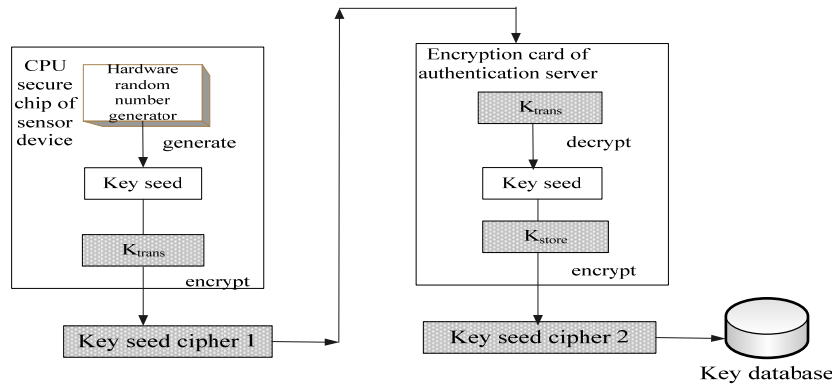 CPU
secure
chip of
sensor
device
Hardware
random
number
generator
generate
Key seed
Ktrans
encrypt
Key seed cipher 1
Encryption card of
authentication server
Ktrans
decrypt
Key seed
Kstore
encrypt
Key seed cipher 2
Key database